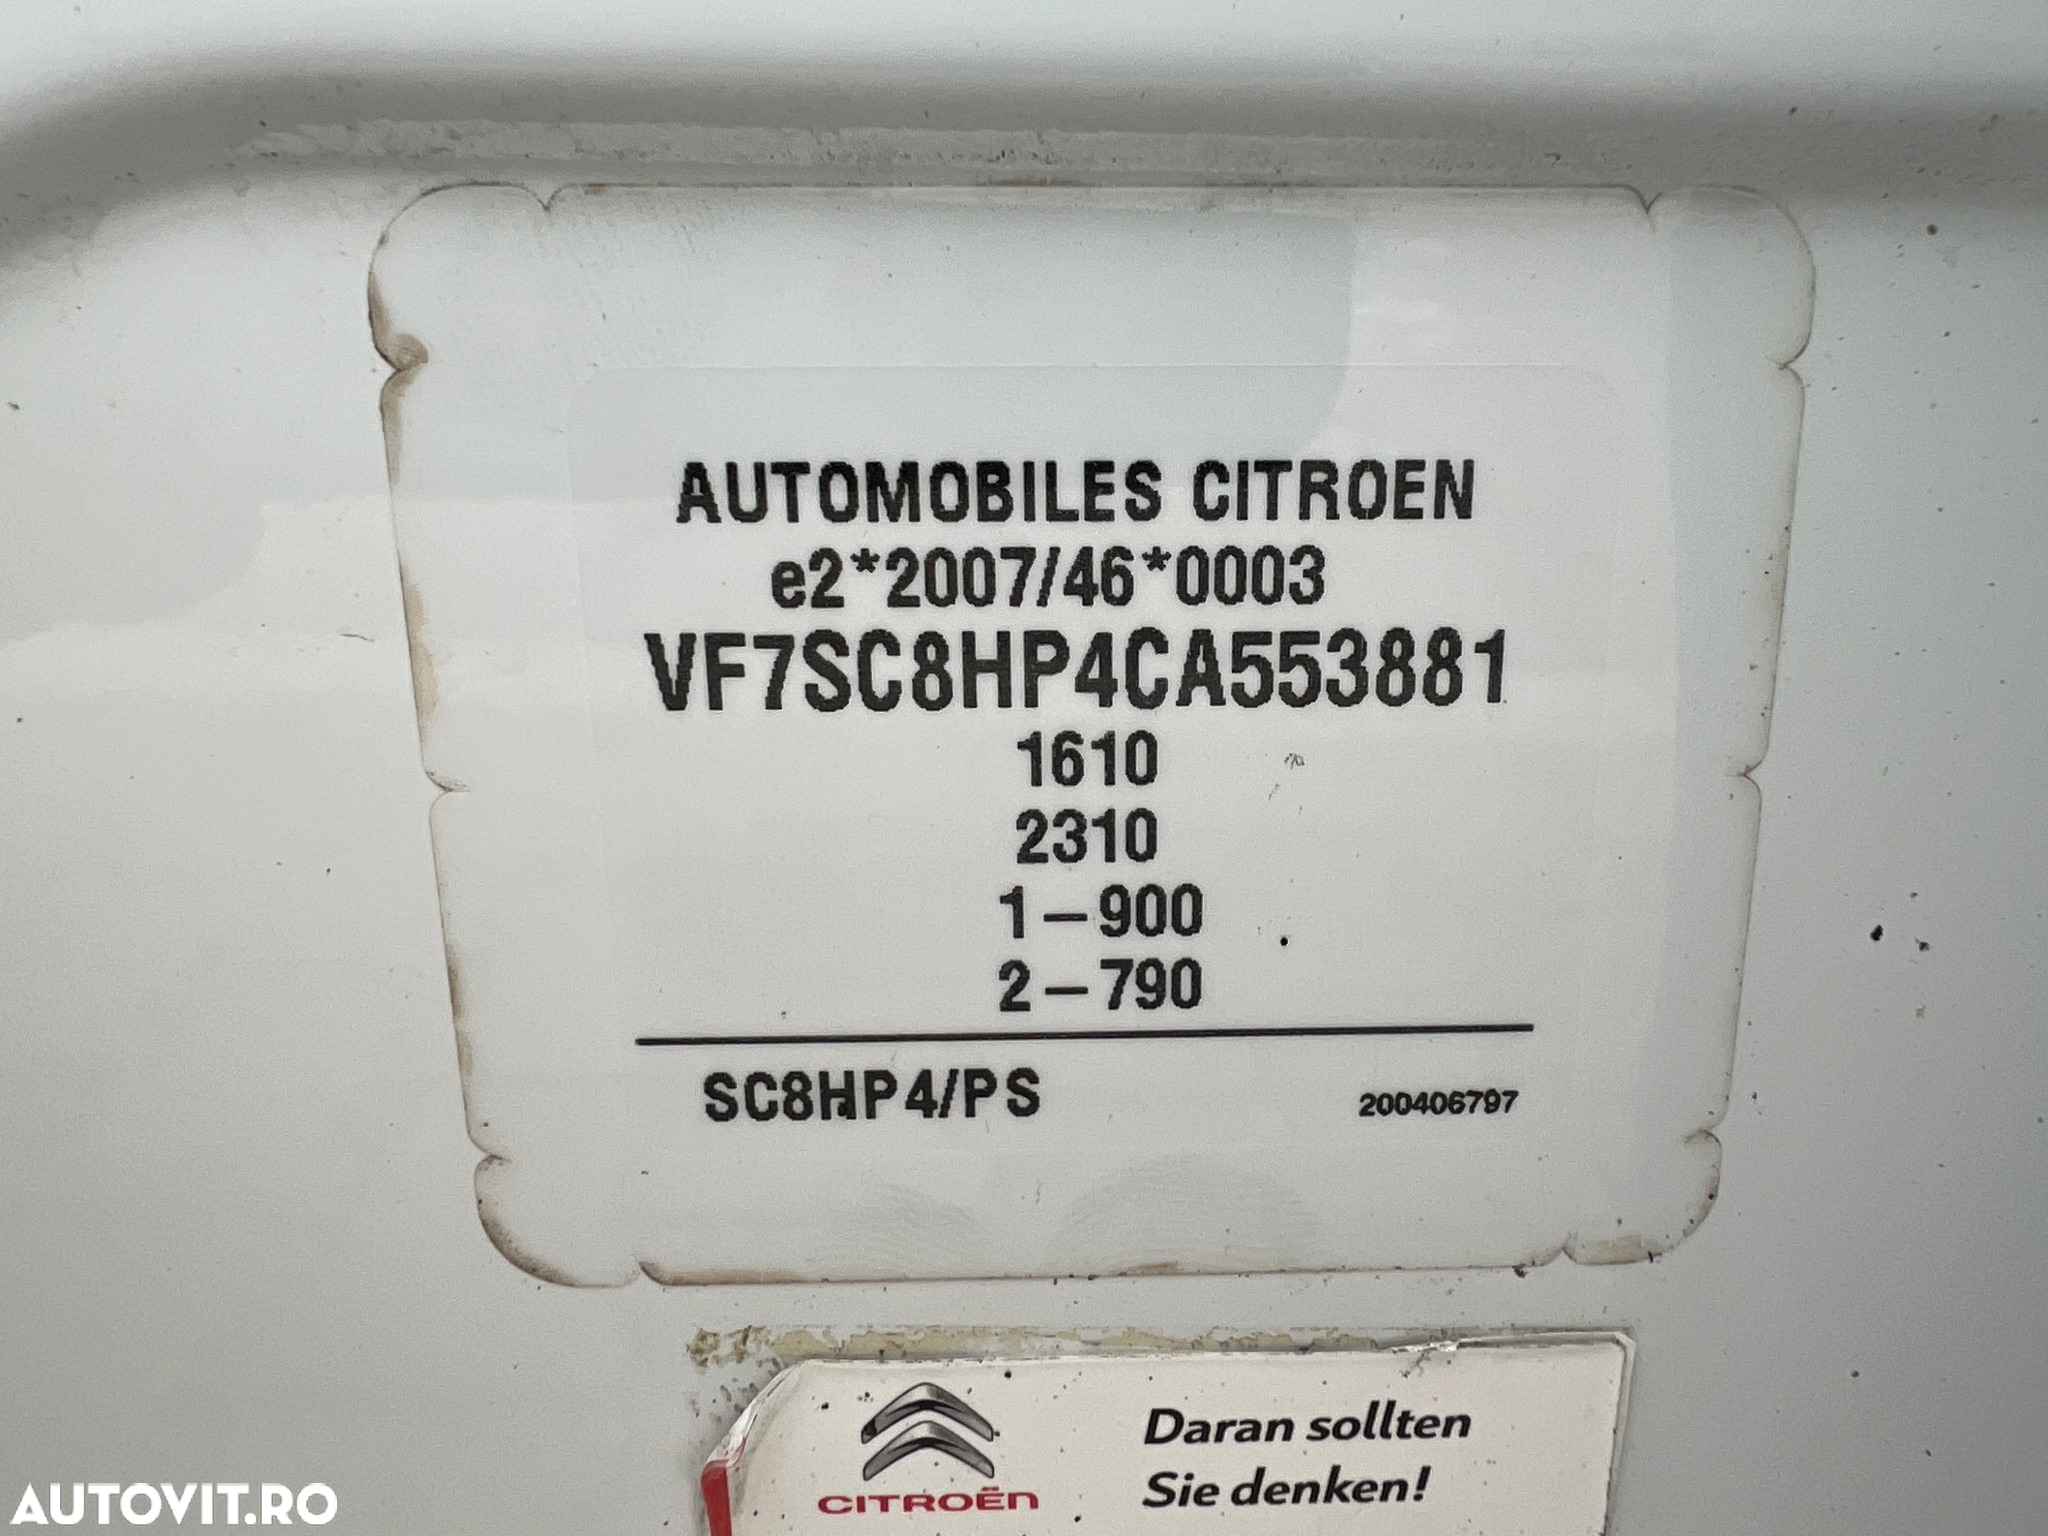 AUTOMOBILES CITROEN
e2*2007/46*0003
VF7SC8HP4CA553881
1610
2310
1-900
2-790
SC8HP4/PS 200406797
CITROËN
Daran sollten
Sie denken!
AUTOVIT.RO